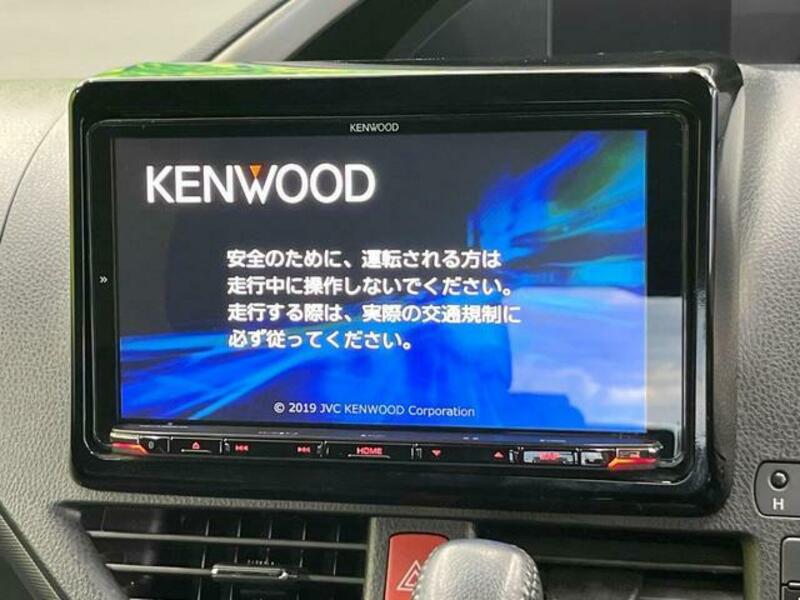 KENWOOD
KENWOOD
安全のために、運転される方は
走行中に操作しないでください。
走行する際は、実際の交通規制に
必ず従ってください。
© 2019 JVC KENWOOD Corporation
HOME
MAP
H